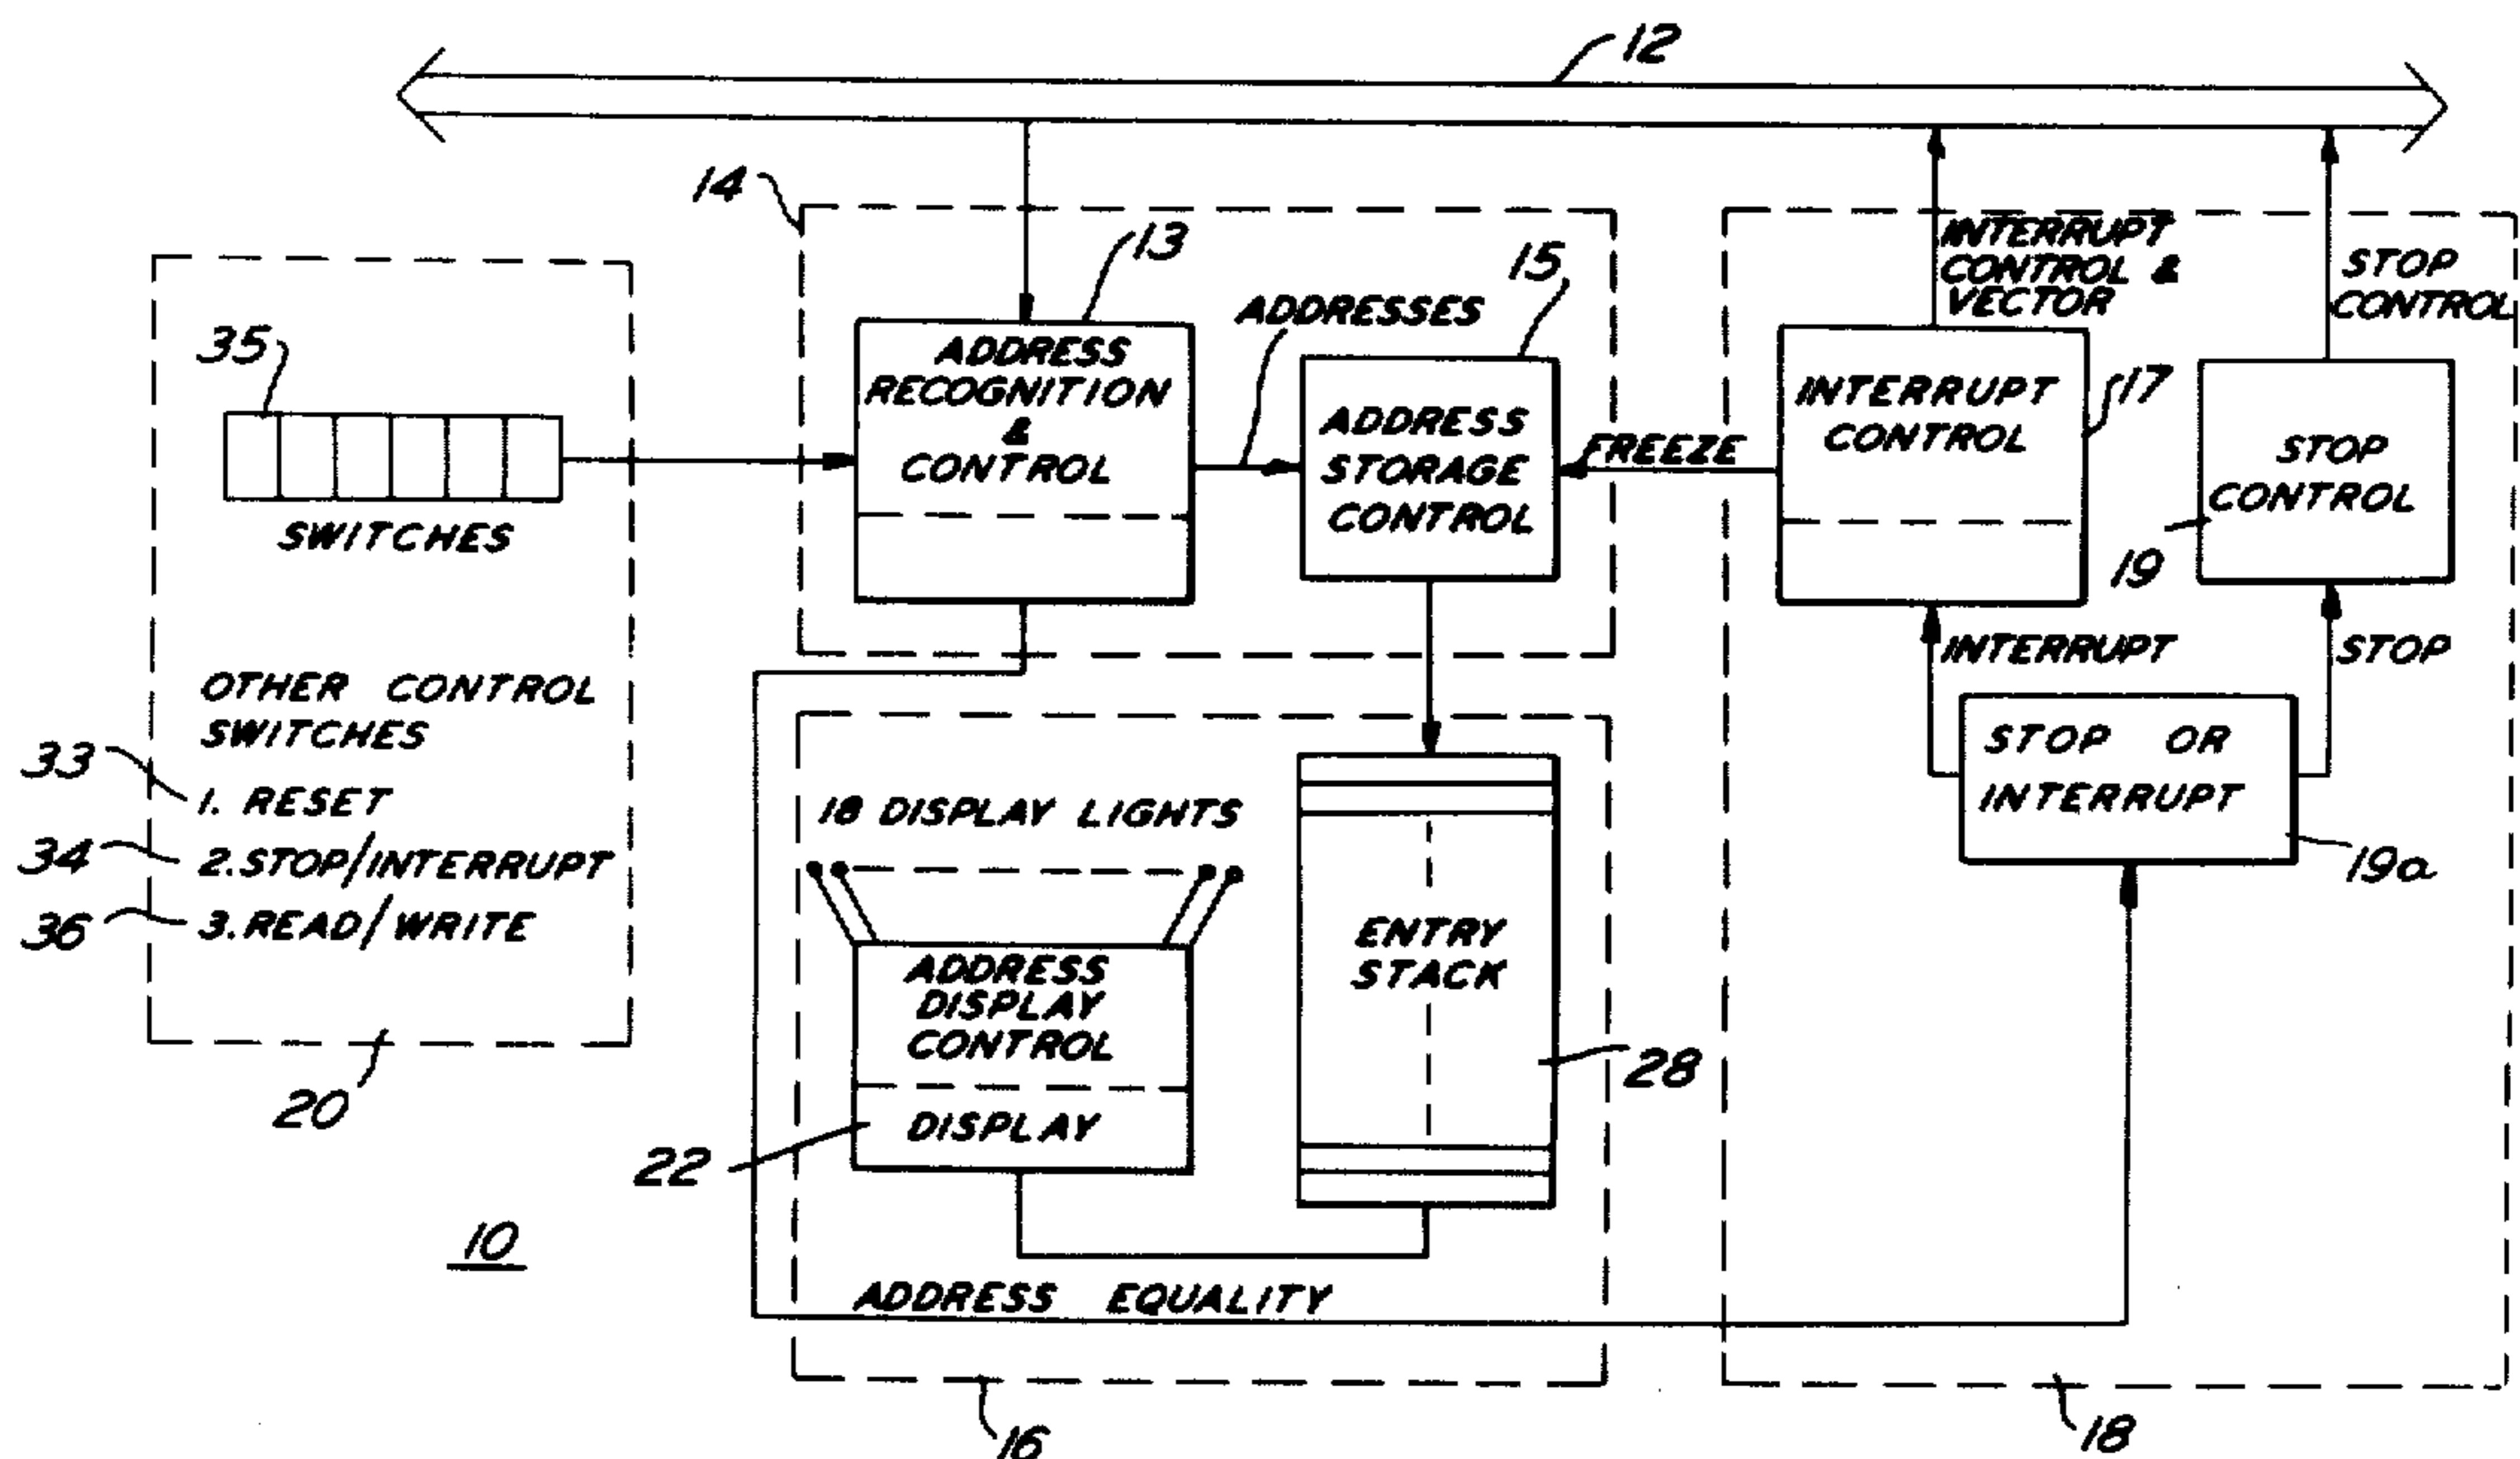 12
14
13
15
ADDRESSES
INTERRUPT
CONTROL &
VECTOR
STOP
CONTROL
35
SWITCHES
ADDRESS
RECOGNITION
&
CONTROL
ADDRESS
STORAGE
CONTROL
FREEZE
INTERRUPT
CONTROL
17
STOP
CONTROL
19
INTERRUPT
STOP
STOP OR
INTERRUPT
19a
OTHER CONTROL
SWITCHES
33
1. RESET
34
2. STOP/INTERRUPT
36
3. READ/WRITE
20
18 DISPLAY LIGHTS
ADDRESS
DISPLAY
CONTROL
DISPLAY
22
ENTRY
STACK
28
10
ADDRESS EQUALITY
16
18